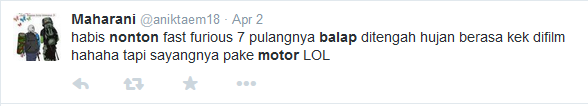 Maharani @aniktaem18 · Apr 2
habis nonton fast furious 7 pulangnya balap ditengah hujan berasa kek difilm
hahaha tapi sayangnya pake motor LOL